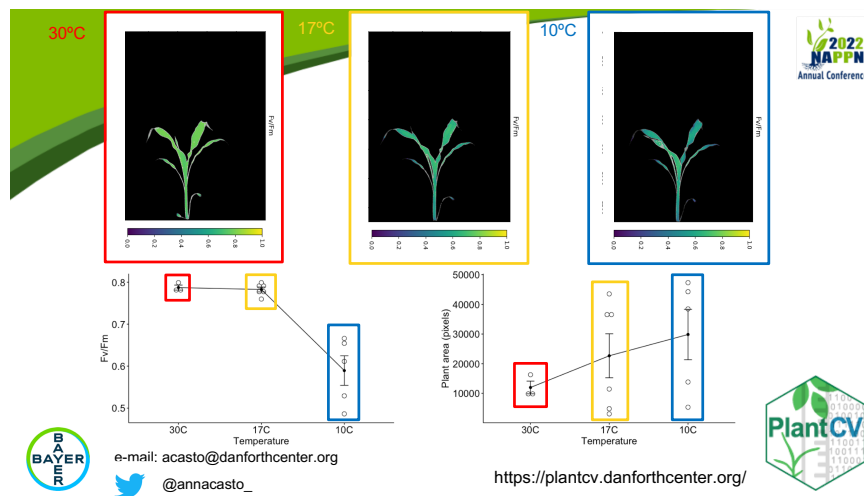 30ºC
17ºC
10ºC
2022
NAPPN
Annual Conference
Fv/Fm
0.0 0.2 0.4 0.6 0.8 1.0
Fv/Fm
0.0 0.2 0.4 0.6 0.8 1.0
Fv/Fm
0.0 0.2 0.4 0.6 0.8 1.0
0.8
0.7
0.6
0.5
Fv/Fm
30C 17C 10C
Temperature
50000
40000
30000
20000
10000
Plant area (pixels)
30C 17C 10C
Temperature
BAYER
BAYER
e-mail: acasto@danforthcenter.org
@annacasto_
https://plantcv.danforthcenter.org/
PlantCV